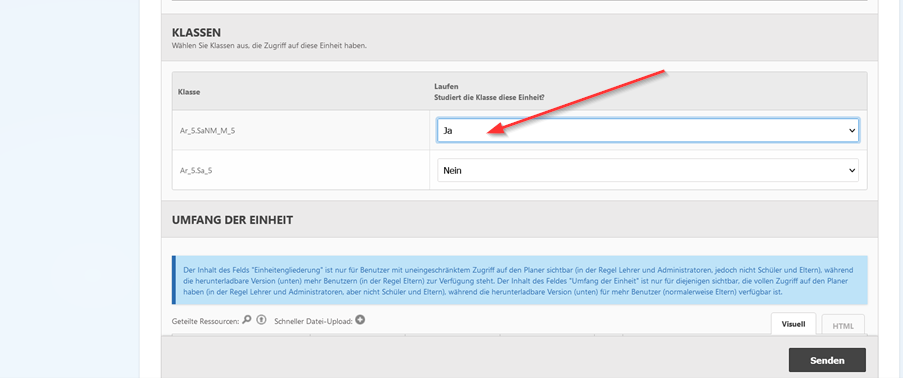 KLASSEN
Wählen Sie Klassen aus, die Zugriff auf diese Einheit haben.
Klasse
Laufen
Studiert die Klasse diese Einheit?
Ar_5.SaNM_M_5
Ja
Ar_5.Sa_5
Nein
UMFANG DER EINHEIT
Der Inhalt des Felds "Einheitengliederung" ist nur für Benutzer mit uneingeschränktem Zugriff auf den Planer sichtbar (in der Regel Lehrer und Administratoren, jedoch nicht Schüler und Eltern), während
die herunterladbare Version (unten) mehr Benutzern (in der Regel Eltern) zur Verfügung steht. Der Inhalt des Felds "Umfang der Einheit" ist nur für diejenigen sichtbar, die vollen Zugriff auf den Planer
haben (in der Regel Lehrer und Administratoren, aber nicht Schüler und Eltern), während die herunterladbare Version (unten) für mehr Benutzer (normalerweise Eltern) verfügbar ist.
Geteilte Ressourcen: Schneller Datei-Upload:
Visuell HTML
Senden